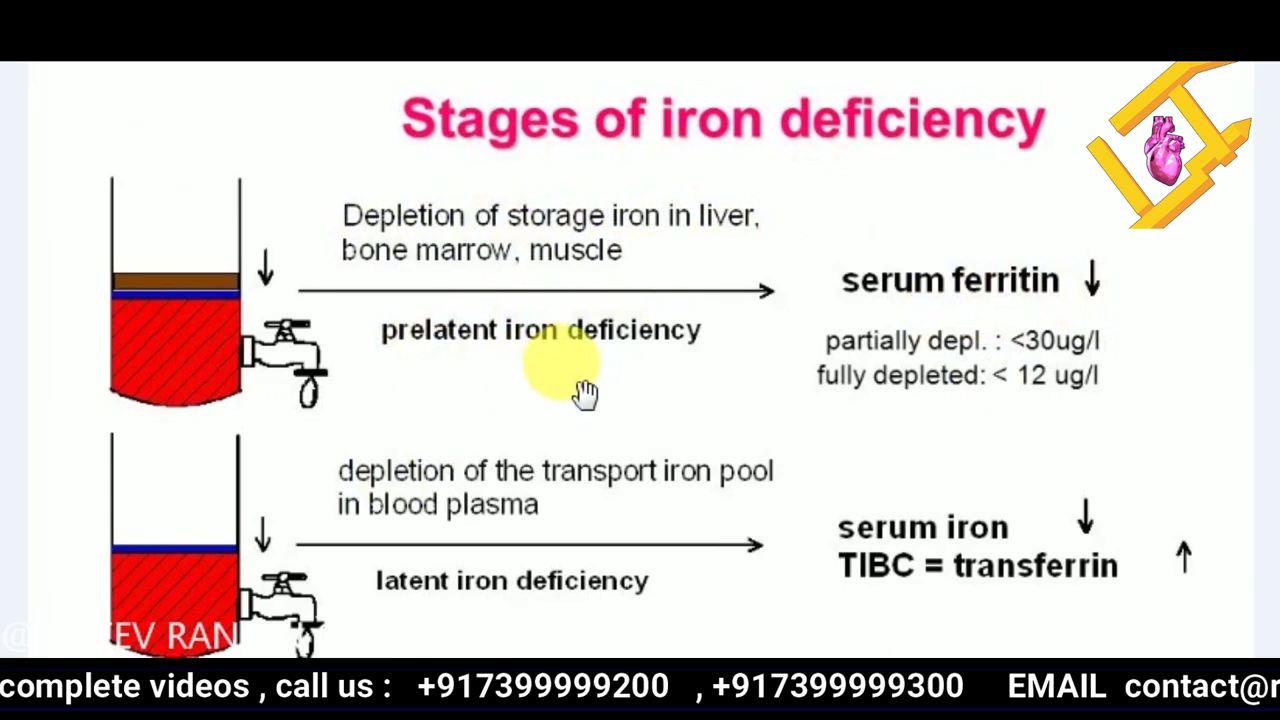 Stages of iron deficiency
Depletion of storage iron in liver,
bone marrow, muscle
serum ferritin ↓
prelatent iron deficiency
partially depl. : <30ug/l
fully depleted: < 12 ug/l
depletion of the transport iron pool
in blood plasma
serum iron ↓
TIBC = transferrin ↑
latent iron deficiency
EV RAN
complete videos , call us : +917399999200 , +917399999300 EMAIL contact@r